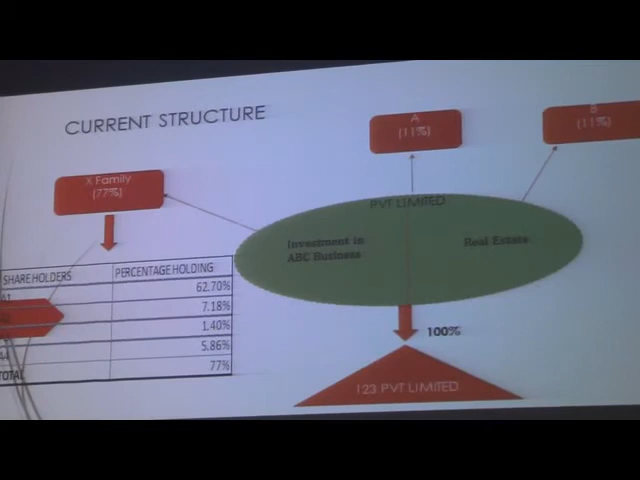 CURRENT STRUCTURE
A
(11%)
B
(11%)
X Family
(77%)
PVT LIMITED
Investment in
ABC Business
Real Estate
SHARE HOLDERS
PERCENTAGE HOLDING
62.70%
7.18%
1.40%
5.86%
TOTAL
77%
100%
123 PVT LIMITED